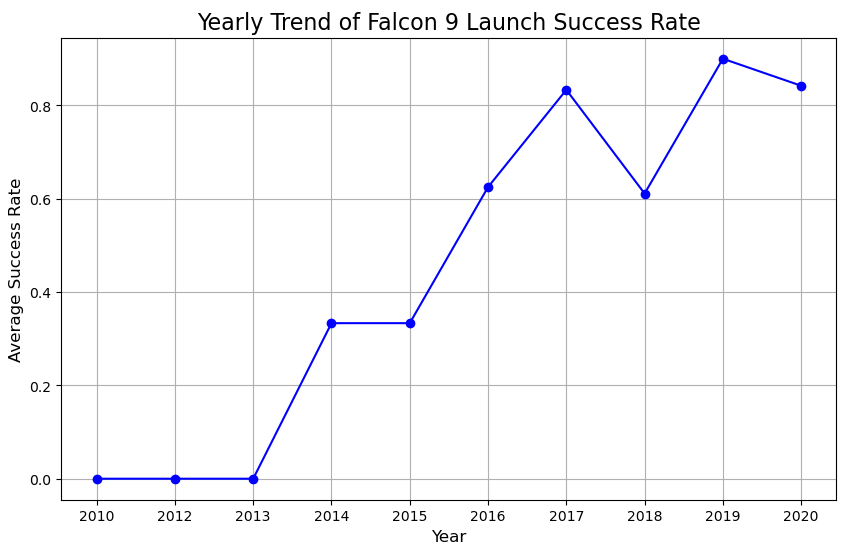 Yearly Trend of Falcon 9 Launch Success Rate
Average Success Rate
0.8
0.6
0.4
0.2
0.0
2010 2012 2013 2014 2015 2016 2017 2018 2019 2020
Year